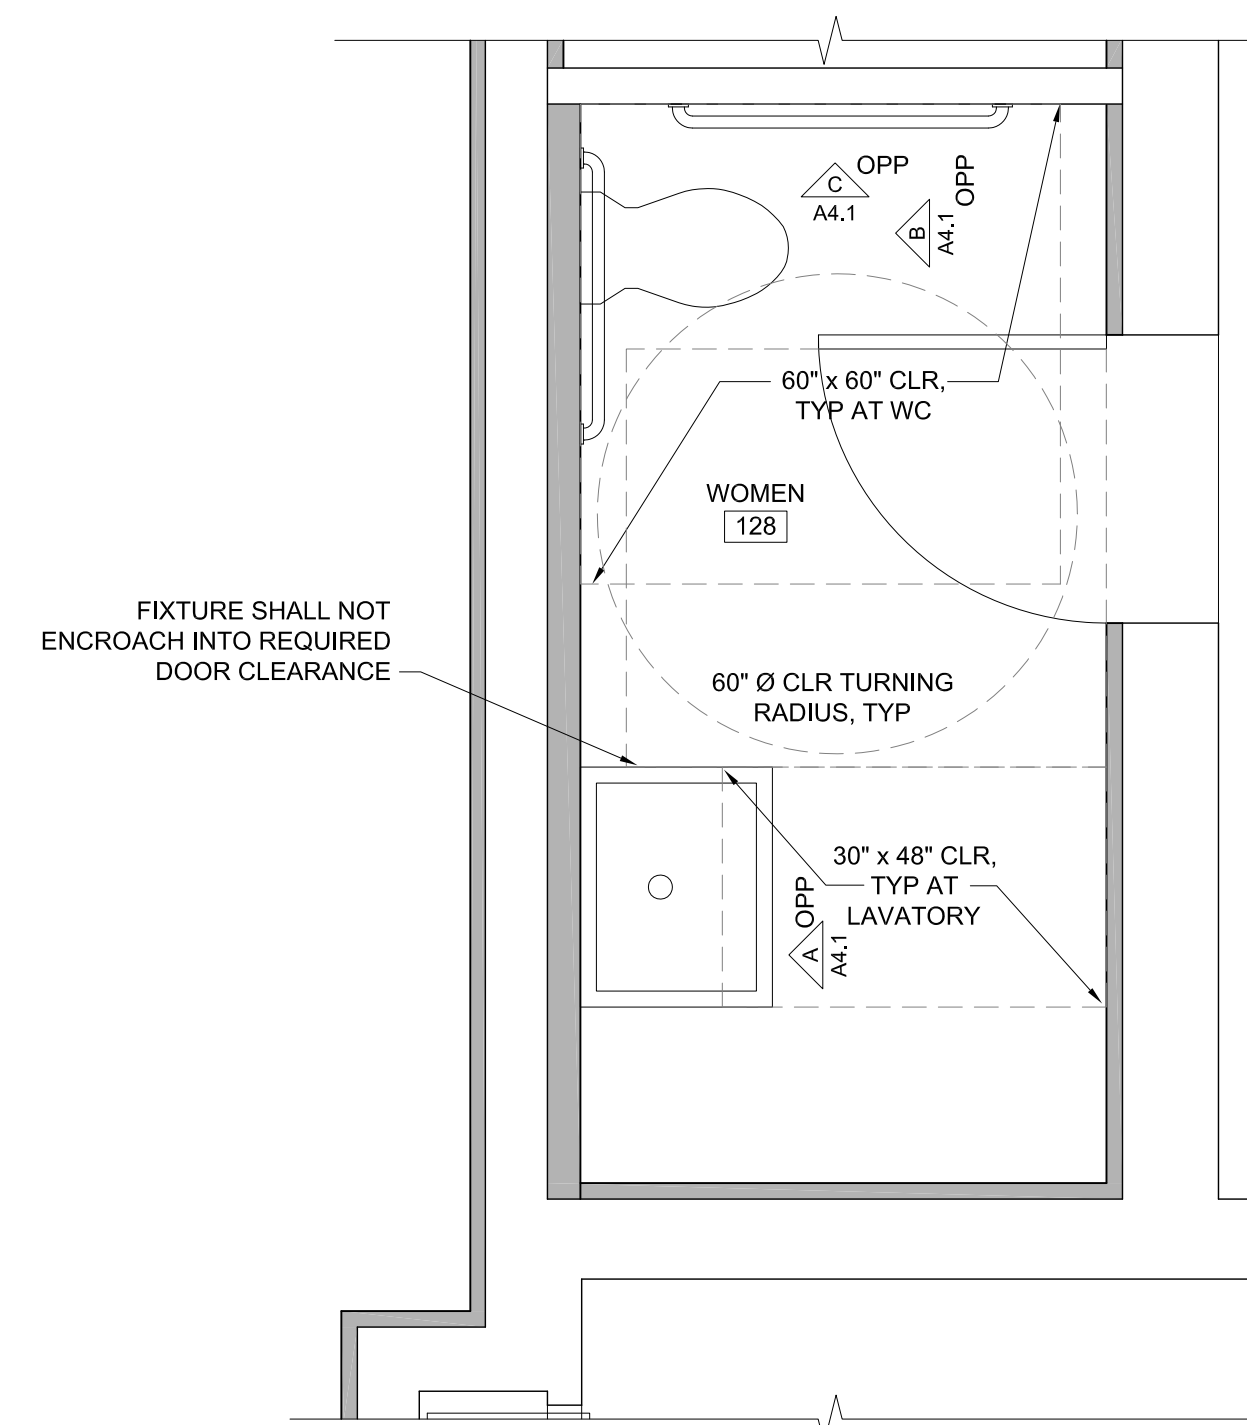 OPP
C
A4.1
OPP
B
A4.1
60" x 60" CLR,
TYP AT WC
WOMEN
128
FIXTURE SHALL NOT
ENCROACH INTO REQUIRED
DOOR CLEARANCE
60" Ø CLR TURNING
RADIUS, TYP
30" x 48" CLR,
TYP AT
LAVATORY
OPP
A
A4.1